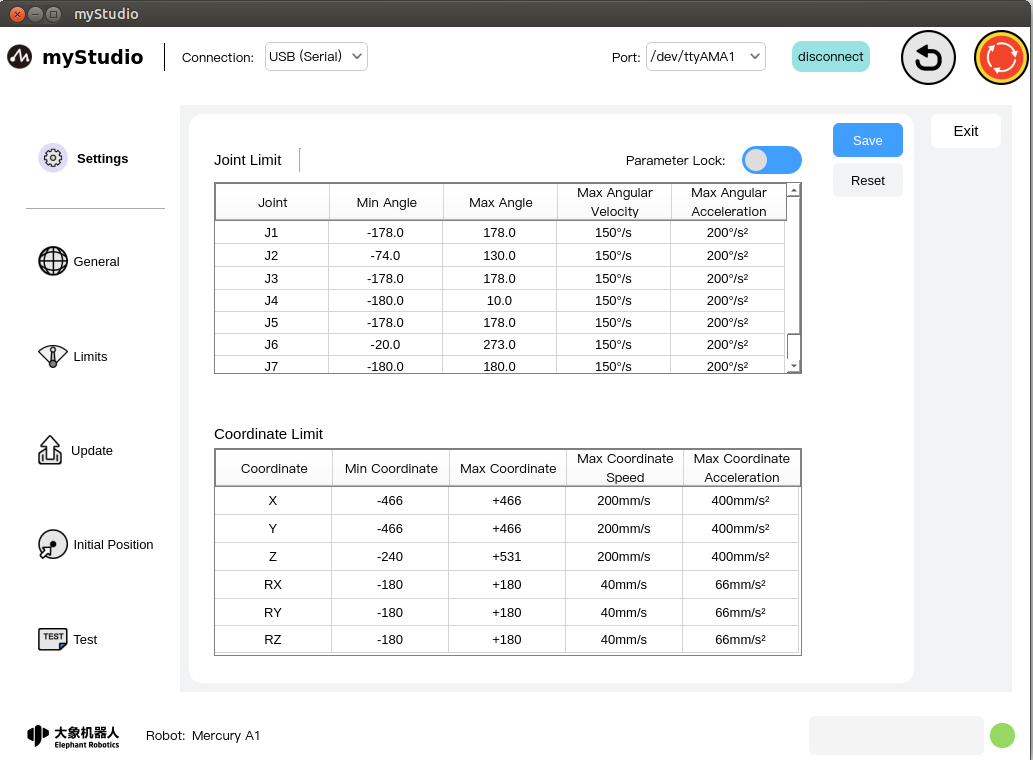 myStudio
myStudio Connection: USB (Serial) Port: /dev/ttyAMA1 disconnect
Settings
General
Limits
Update
Initial Position
TEST Test
Joint Limit Parameter Lock: Save Exit
Reset
Joint Min Angle Max Angle Max Angular Velocity Max Angular Acceleration
J1 -178.0 178.0 150°/s 200°/s²
J2 -74.0 130.0 150°/s 200°/s²
J3 -178.0 178.0 150°/s 200°/s²
J4 -180.0 10.0 150°/s 200°/s²
J5 -178.0 178.0 150°/s 200°/s²
J6 -20.0 273.0 150°/s 200°/s²
J7 -180.0 180.0 150°/s 200°/s²
Coordinate Limit
Coordinate Min Coordinate Max Coordinate Max Coordinate Speed Max Coordinate Acceleration
X -466 +466 200mm/s 400mm/s²
Y -466 +466 200mm/s 400mm/s²
Z -240 +531 200mm/s 400mm/s²
RX -180 +180 40mm/s 66mm/s²
RY -180 +180 40mm/s 66mm/s²
RZ -180 +180 40mm/s 66mm/s²
大象机器人
Elephant Robotics
Robot: Mercury A1